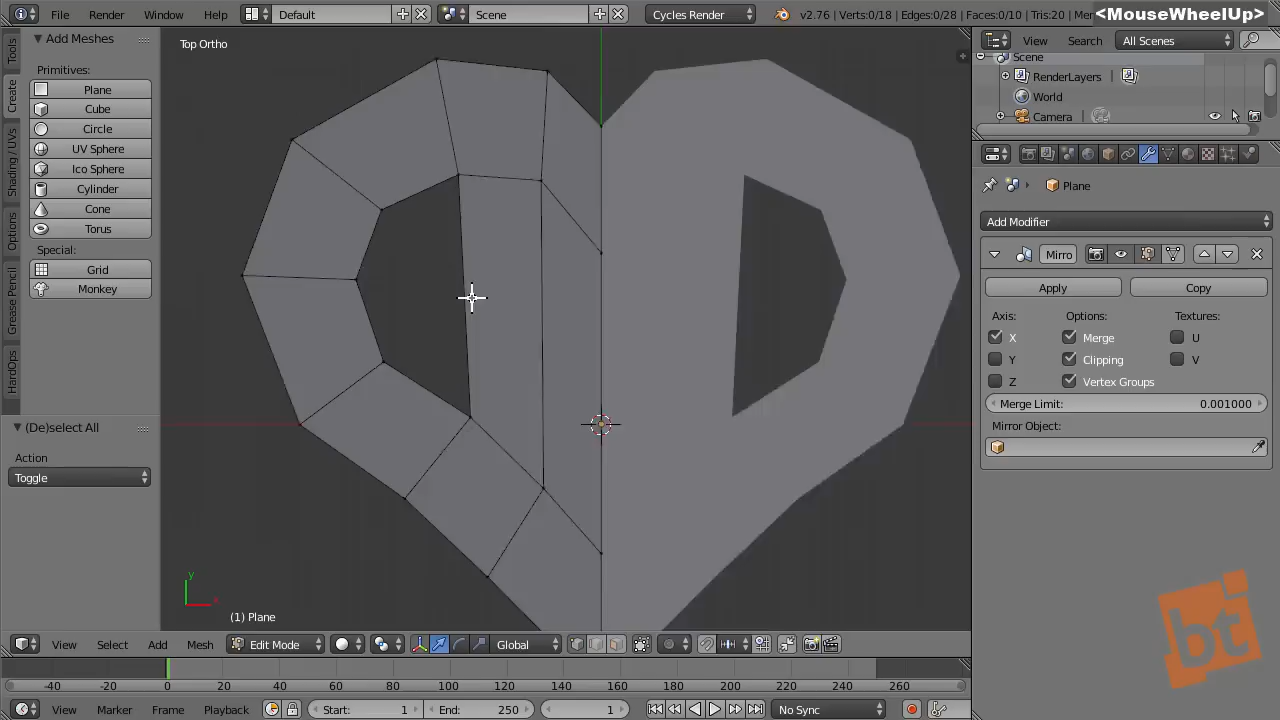 File Render Window Help Default Scene Cycles Render v2.76 | Verts:0/18 | Edges:0/28 | Faces:0/10 | Tris:20 | Mer <MouseWheelUp>
Tools
Create
Shading / UVs
Options
Grease Pencil
HardOps
Add Meshes
Primitives:
Plane
Cube
Circle
UV Sphere
Ico Sphere
Cylinder
Cone
Torus
Special:
Grid
Monkey
(De)select All
Action
Toggle
Top Ortho
y
x
(1) Plane
View Search All Scenes
Scene
RenderLayers |
World
Camera |
Plane
Add Modifier
Mirro
Apply Copy
Axis: Options: Textures:
X Merge U
Y Clipping V
Z Vertex Groups
Merge Limit: 0.001000
Mirror Object:
bt
View Select Add Mesh Edit Mode Global
-40 -20 0 20 40 60 80 100 120 140 160 180 200 220 240 260
View Marker Frame Playback Start: 1 End: 250 1 No Sync